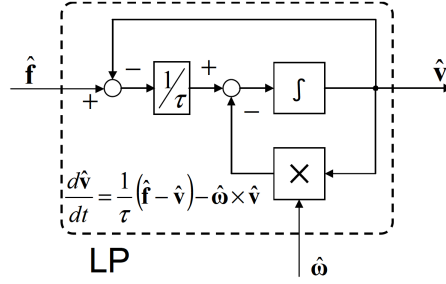 f̂
+
−
1/τ
+
−
∫
v̂
×
dv̂/dt = 1/τ (f̂ − v̂) − ω̂ × v̂
LP
ω̂